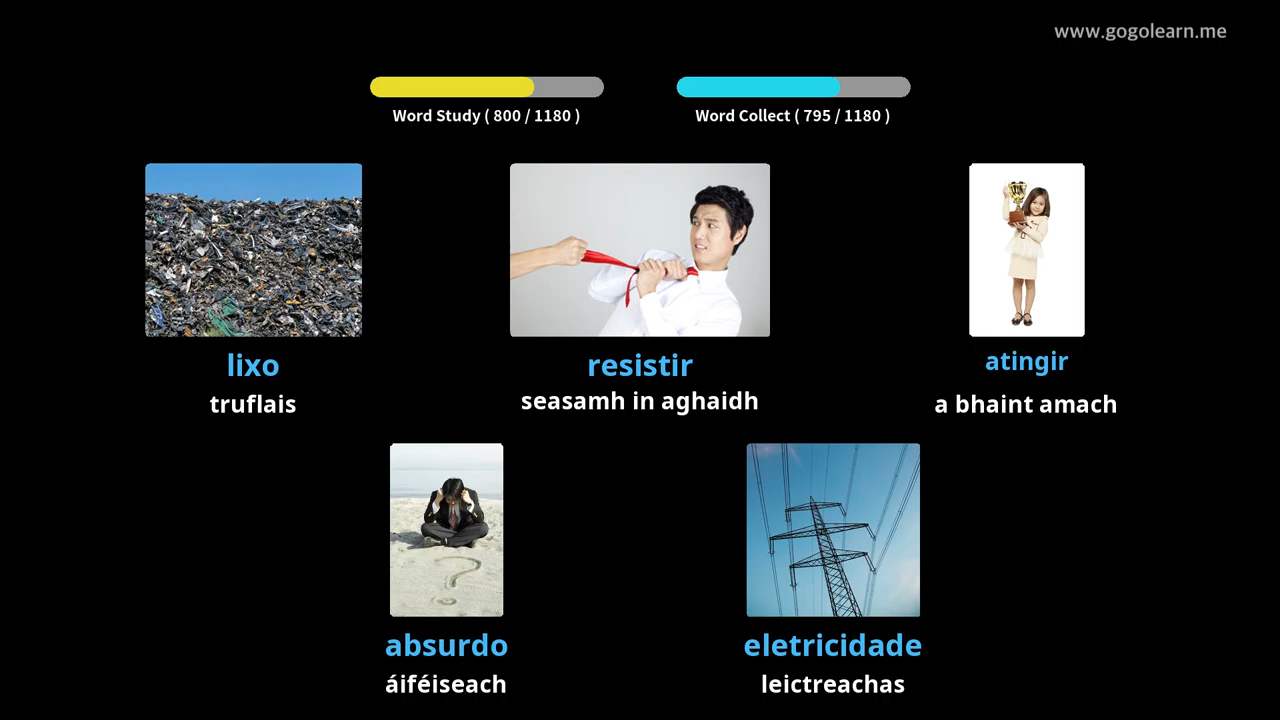 www.gogolearn.me
Word Study ( 800 / 1180 )
Word Collect ( 795 / 1180 )
lixo
truflais
resistir
seasamh in aghaidh
atingir
a bhaint amach
absurdo
áiféiseach
eletricidade
leictreachas